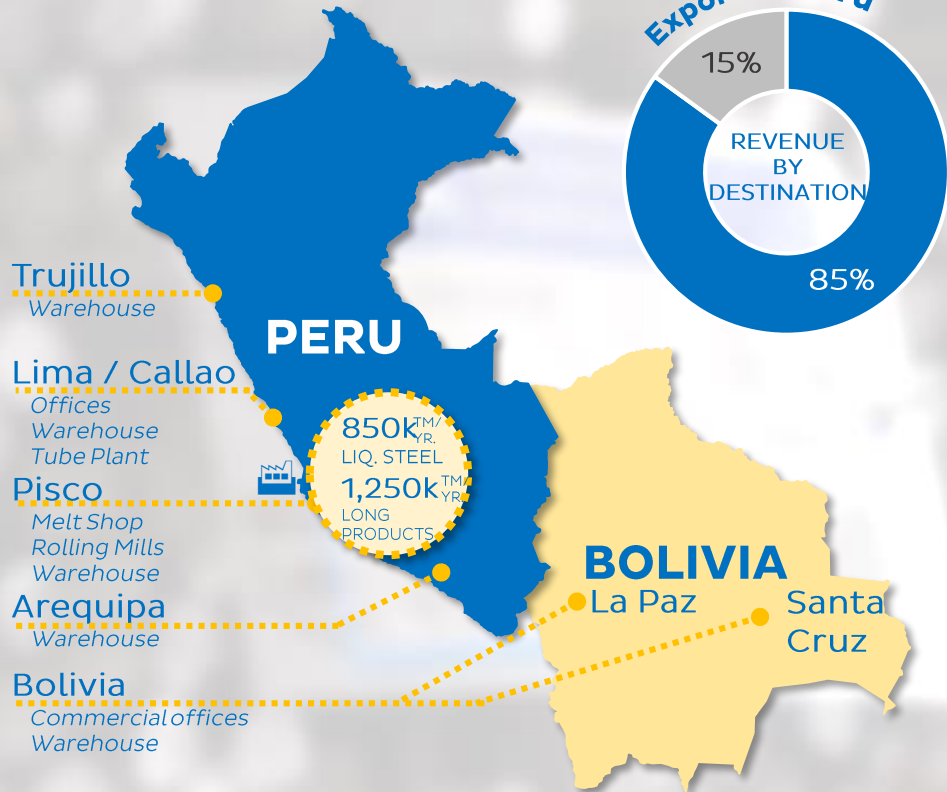 15%
REVENUE
BY
DESTINATION
85%
Trujillo
Warehouse
PERU
Lima / Callao
Offices
Warehouse
Tube Plant
850k TM/
YR.
LIQ. STEEL
1,250k TM
YR
LONG
PRODUCTS
Pisco
Melt Shop
Rolling Mills
Warehouse
BOLIVIA
La Paz
Santa
Cruz
Arequipa
Warehouse
Bolivia
Commercial offices
Warehouse